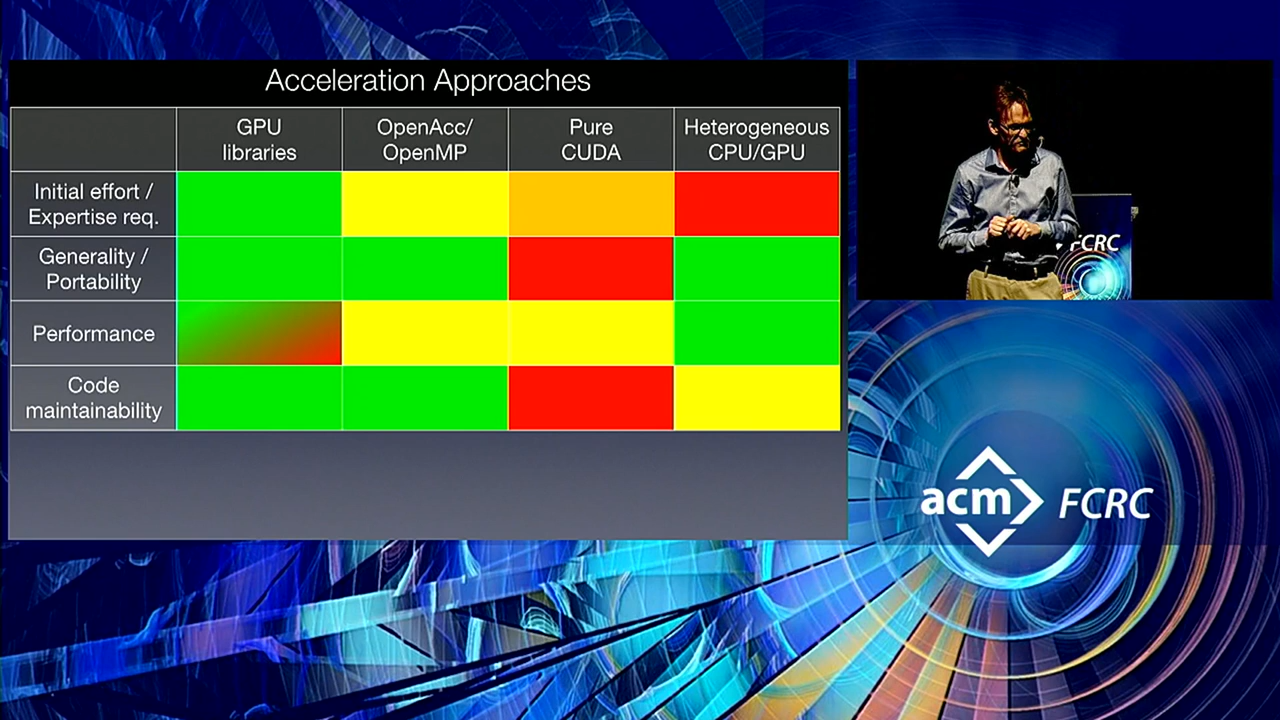 Acceleration Approaches
GPU
libraries
OpenAcc/
OpenMP
Pure
CUDA
Heterogeneous
CPU/GPU
Initial effort /
Expertise req.
Generality /
Portability
Performance
Code
maintainability
FCRC
acm FCRC